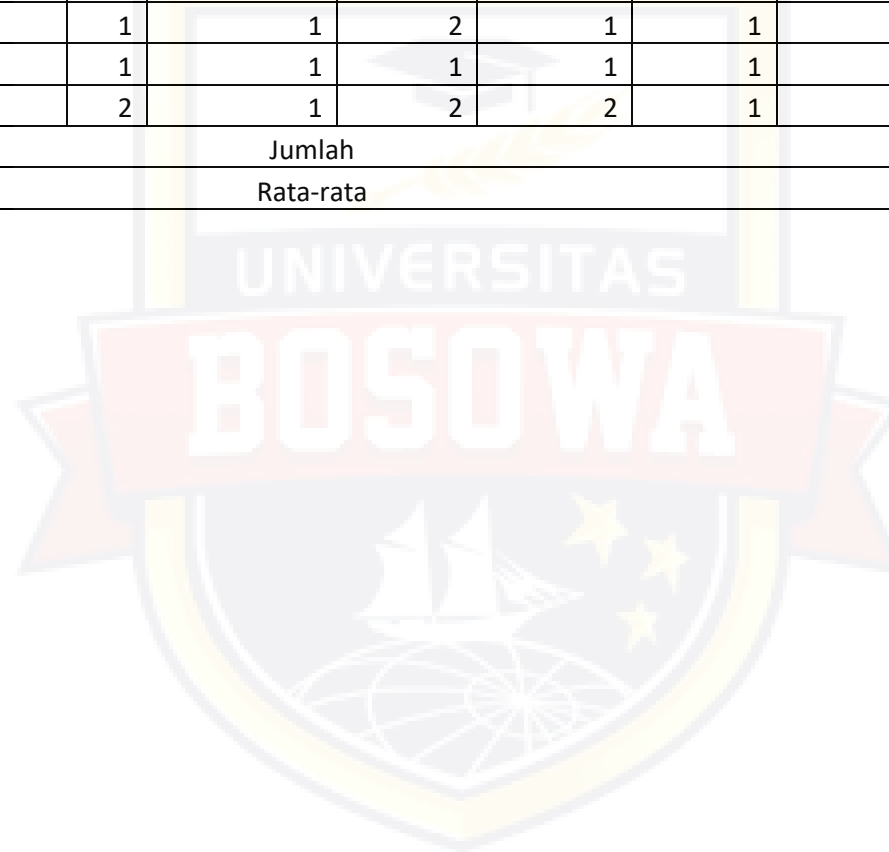 1 1 2 1 1
1 1 1 1 1
2 1 2 2 1
Jumlah
Rata-rata
UNIVERSITAS
BOSOWA